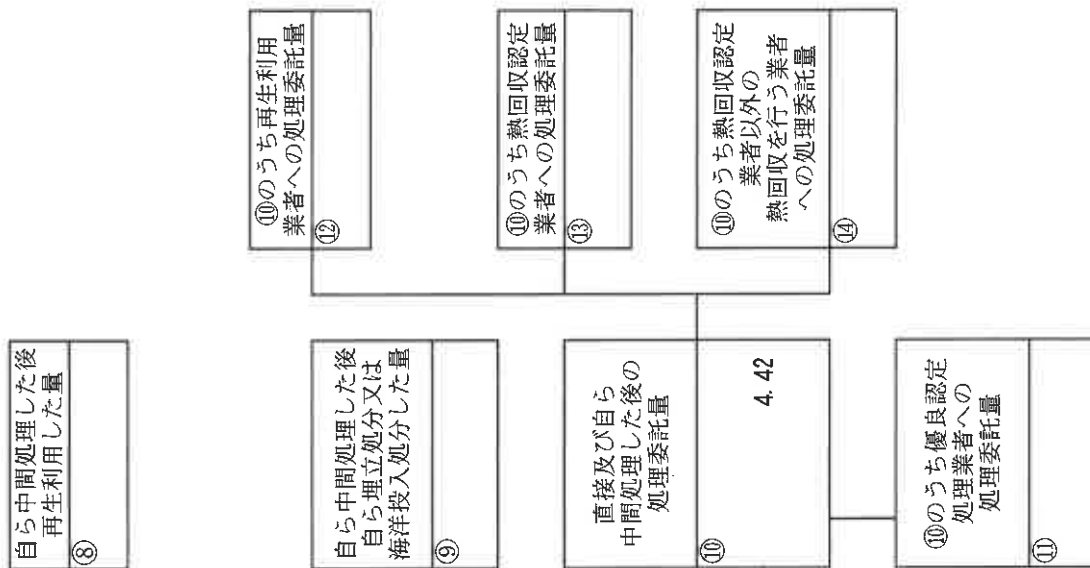 自ら中間処理した後
再生利用した量
⑧
自ら中間処理した後
自ら埋立処分又は
海洋投入処分した量
⑨
直接及び自ら
中間処理した後の
処理委託量
⑩
4.42
⑩のうち優良認定
処理業者への
処理委託量
⑪
⑩のうち再生利用
業者への処理委託量
⑫
⑩のうち熱回収認定
業者への処理委託量
⑬
⑩のうち熱回収認定
業者以外の
熱回収を行う業者
への処理委託量
⑭